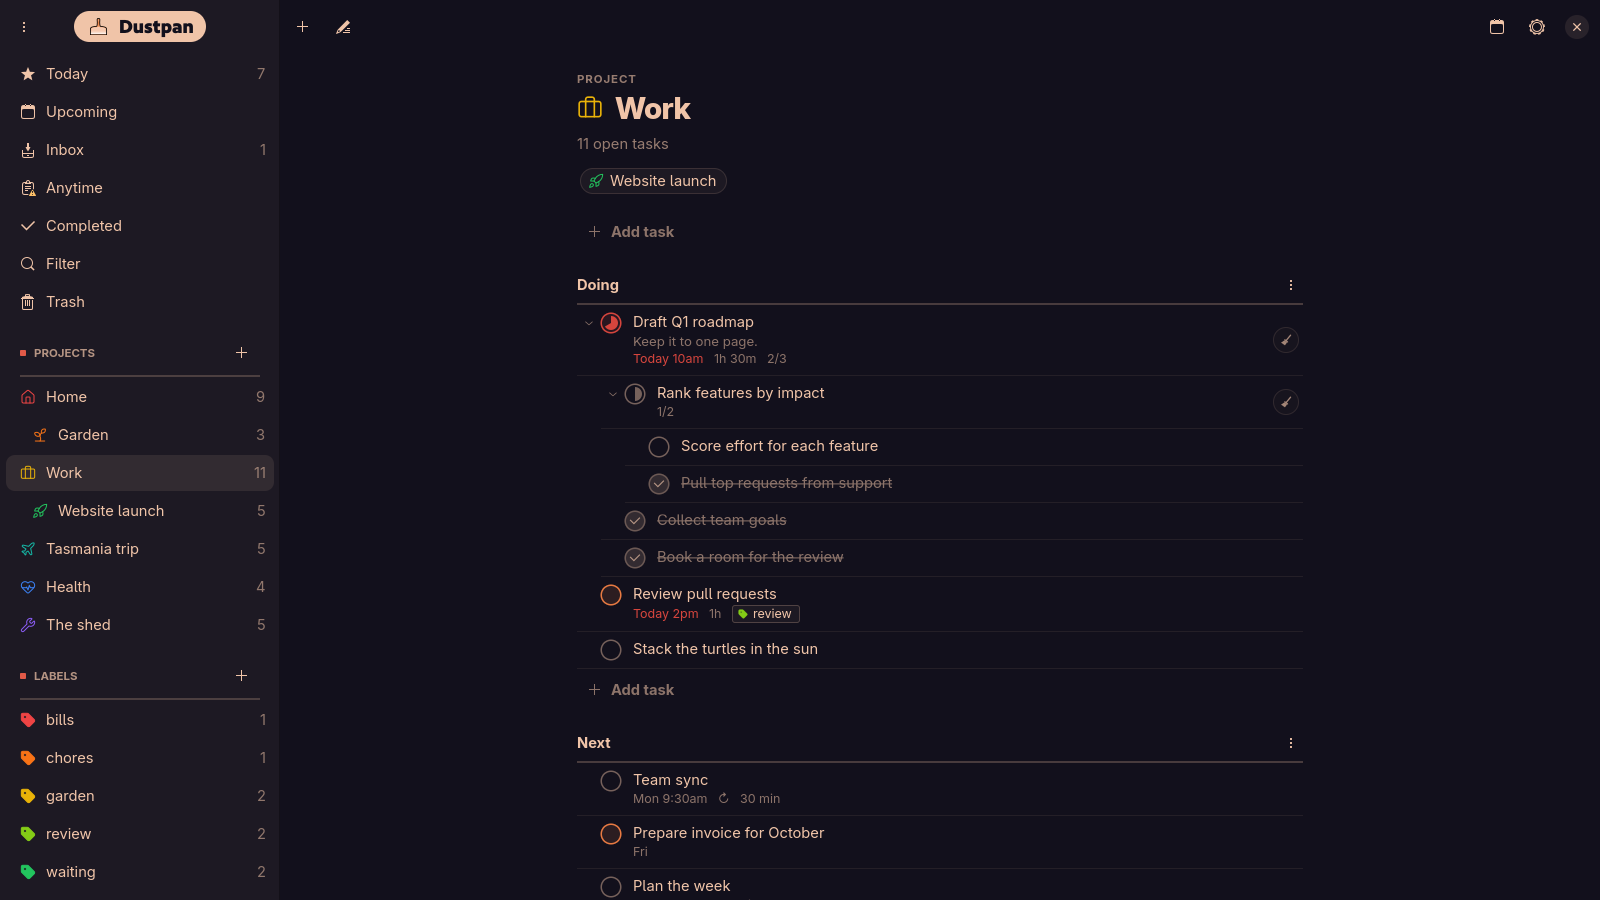 Dustpan
Today 7
Upcoming
Inbox 1
Anytime
Completed
Filter
Trash
PROJECTS
Home 9
Garden 3
Work 11
Website launch 5
Tasmania trip 5
Health 4
The shed 5
LABELS
bills 1
chores 1
garden 2
review 2
waiting 2
PROJECT
Work
11 open tasks
Website launch
Add task
Doing
Draft Q1 roadmap
Keep it to one page.
Today 10am 1h 30m 2/3
Rank features by impact
1/2
Score effort for each feature
Pull top requests from support
Collect team goals
Book a room for the review
Review pull requests
Today 2pm 1h review
Stack the turtles in the sun
Add task
Next
Team sync
Mon 9:30am 30 min
Prepare invoice for October
Fri
Plan the week